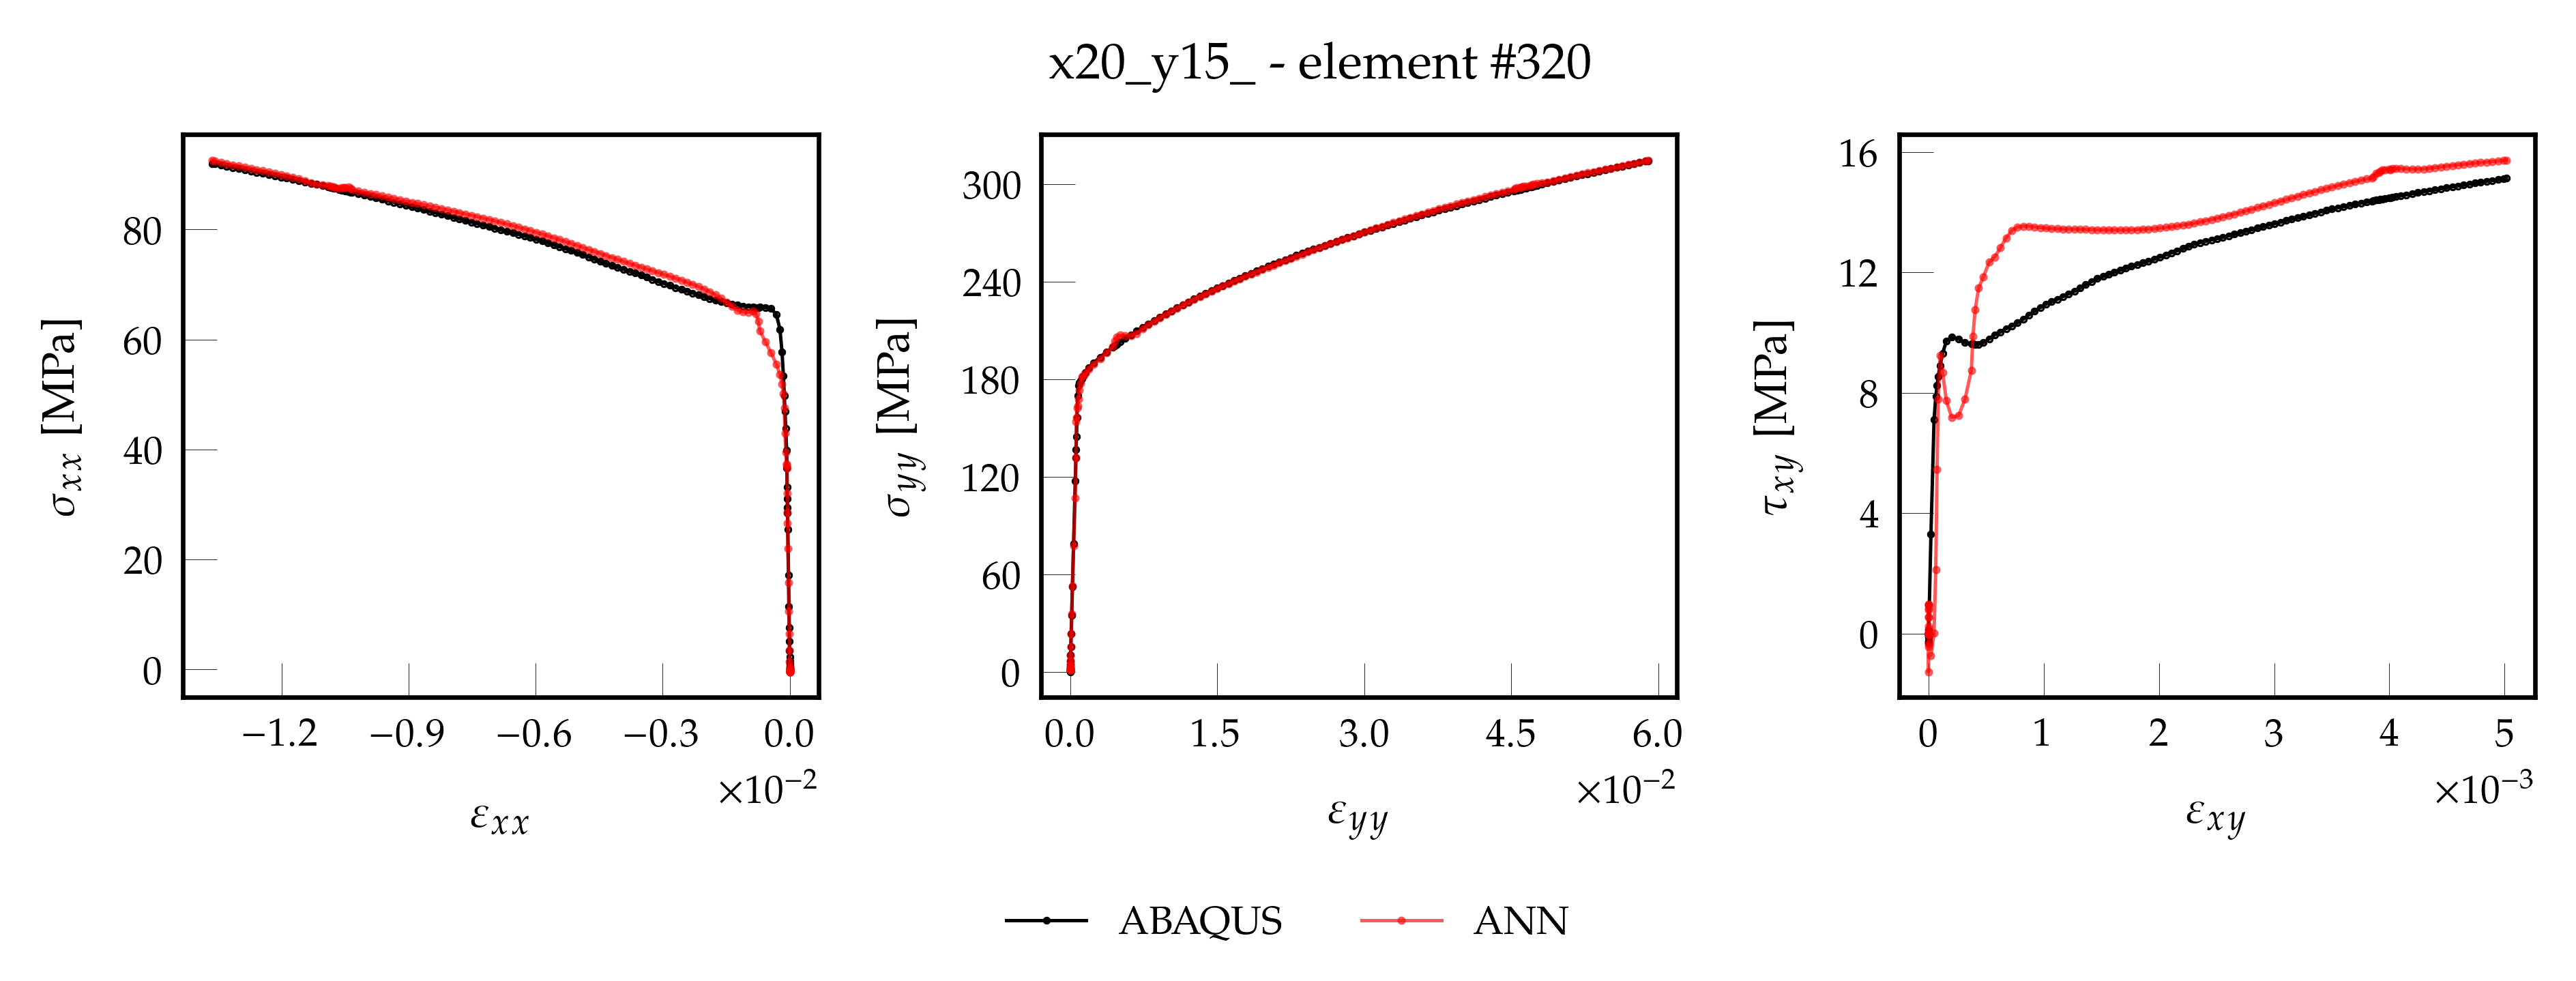 x20_y15_ - element #320
σxx [MPa]
80
60
40
20
0
−1.2 −0.9 −0.6 −0.3 0.0
×10−2
εxx
σyy [MPa]
300
240
180
120
60
0
0.0 1.5 3.0 4.5 6.0
×10−2
εyy
τxy [MPa]
16
12
8
4
0
0 1 2 3 4 5
×10−3
εxy
ABAQUS ANN